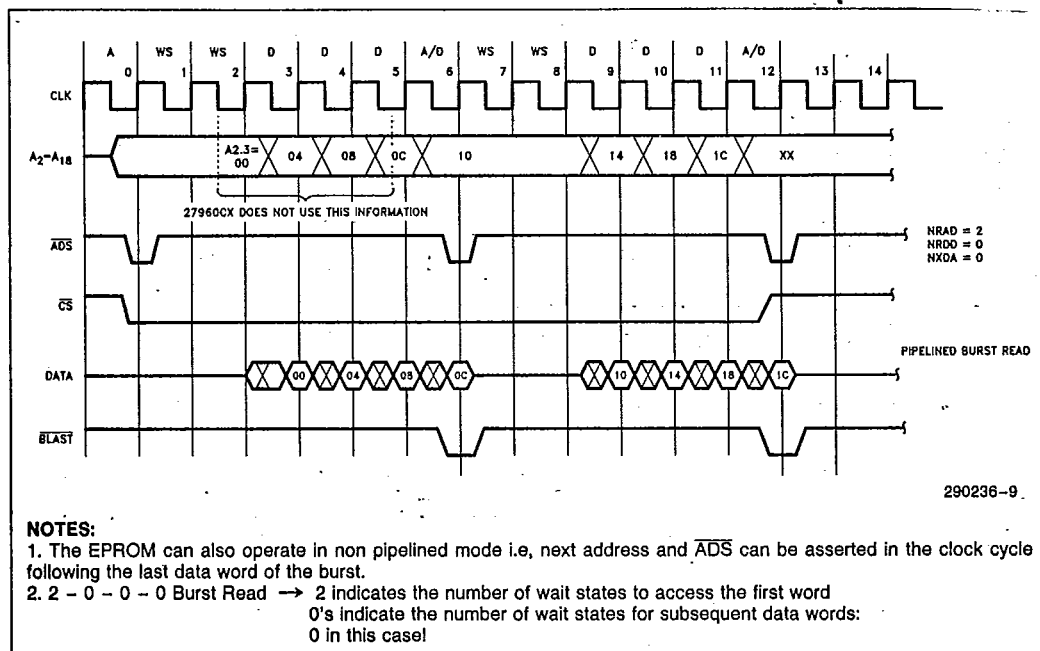 A WS WS D D D A/D WS WS D D D A/D
0 1 2 3 4 5 6 7 8 9 10 11 12 13 14
CLK
A2–A18
A2.3=
00 04 08 0C 10 14 18 1C XX
27960CX DOES NOT USE THIS INFORMATION
ADS
NRAD = 2
NRDD = 0
NXDA = 0
CS
PIPELINED BURST READ
DATA 00 04 08 0C 10 14 18 1C
BLAST
290236–9
NOTES:
1. The EPROM can also operate in non pipelined mode i.e, next address and ADS can be asserted in the clock cycle
following the last data word of the burst.
2. 2 – 0 – 0 – 0 Burst Read → 2 indicates the number of wait states to access the first word
0's indicate the number of wait states for subsequent data words:
0 in this case!